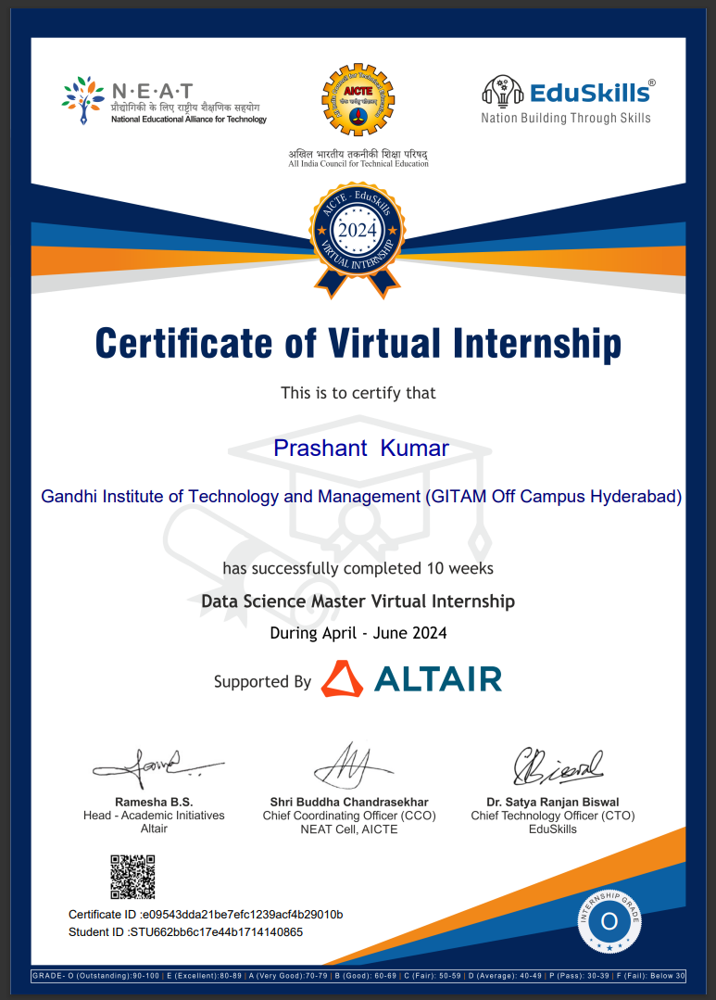 N·E·A·T
प्रौद्योगिकी के लिए राष्ट्रीय शैक्षणिक सहयोग
National Educational Alliance for Technology
All India Council for Technical Education
AICTE
अखिल भारतीय तकनीकी शिक्षा परिषद्
All India Council for Technical Education
EduSkills®
Nation Building Through Skills
AICTE - EduSkills
2024
VIRTUAL INTERNSHIP
Certificate of Virtual Internship
This is to certify that
Prashant Kumar
Gandhi Institute of Technology and Management (GITAM Off Campus Hyderabad)
has successfully completed 10 weeks
Data Science Master Virtual Internship
During April - June 2024
Supported By ALTAIR
Ramesha B.S.
Head - Academic Initiatives
Altair
Shri Buddha Chandrasekhar
Chief Coordinating Officer (CCO)
NEAT Cell, AICTE
Dr. Satya Ranjan Biswal
Chief Technology Officer (CTO)
EduSkills
Certificate ID :e09543dda21be7efc1239acf4b29010b
Student ID :STU662bb6c17e44b1714140865
INTERNSHIP GRADE
O
GRADE- O (Outstanding):90-100 | E (Excellent):80-89 | A (Very Good):70-79 | B (Good): 60-69 | C (Fair): 50-59 | D (Average): 40-49 | P (Pass): 30-39 | F (Fail): Below 30